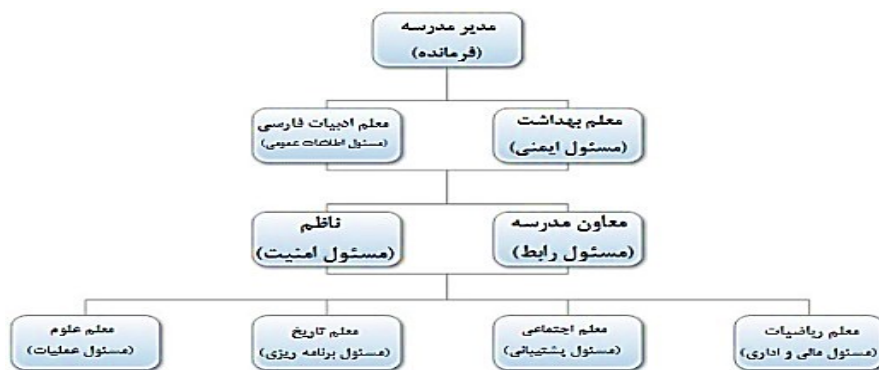 مدیر مدرسه
(فرمانده)
معلم بهداشت
(مسئول ایمنی)
معلم ادبیات فارسی
(مسئول اطلاعات عمومی)
معاون مدرسه
(مسئول رابط)
ناظم
(مسئول امنیت)
معلم ریاضیات
(مسئول مالی و اداری)
معلم اجتماعی
(مسئول پشتیبانی)
معلم تاریخ
(مسئول برنامه ریزی)
معلم علوم
(مسئول عملیات)